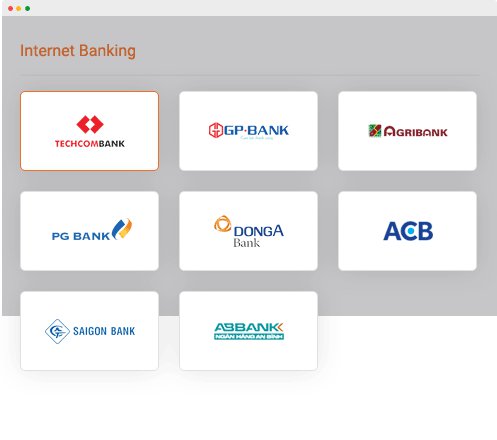 Internet Banking
TECHCOMBANK
GP·BANK
AGRIBANK
PG BANK
DONGA
Bank
ACB
SAIGON BANK
ABBANK
NGÂN HÀNG AN BÌNH